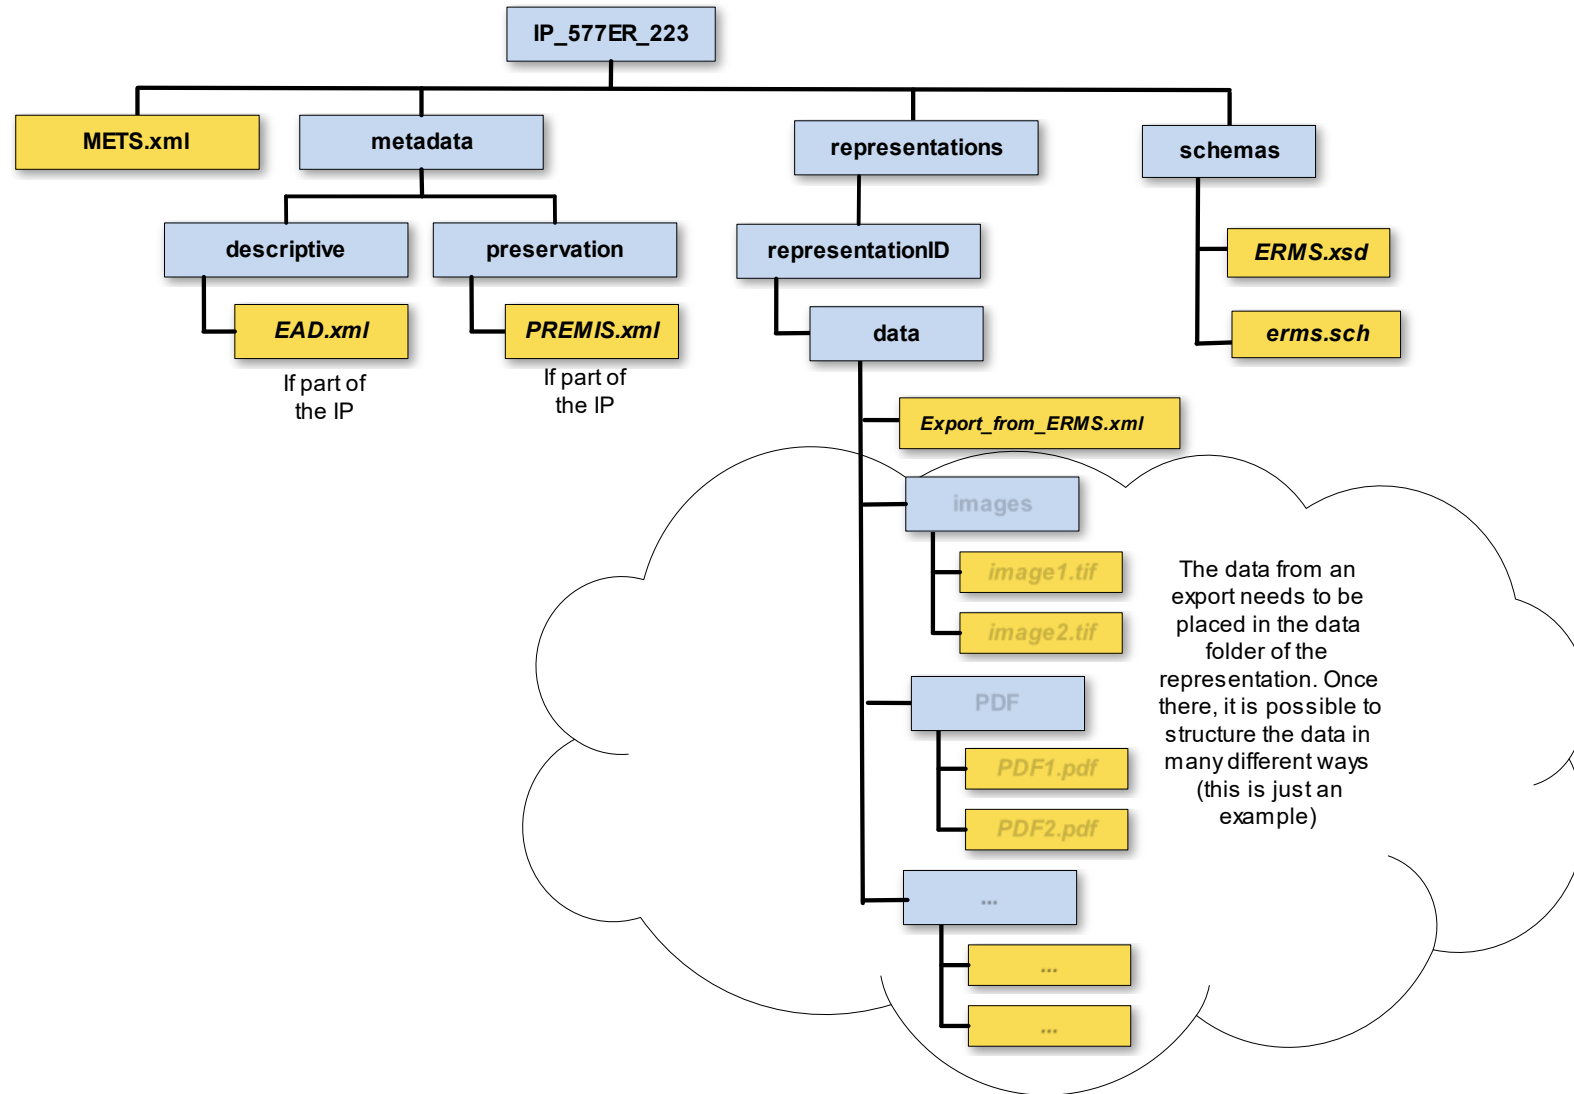 IP_577ER_223
METS.xml
metadata
representations
schemas
descriptive
preservation
representationID
ERMS.xsd
EAD.xml
PREMIS.xml
data
erms.sch
If part of
the IP
If part of
the IP
Export_from_ERMS.xml
images
image1.tif
image2.tif
PDF
PDF1.pdf
PDF2.pdf
...
...
...
The data from an
export needs to be
placed in the data
folder of the
representation. Once
there, it is possible to
structure the data in
many different ways
(this is just an
example)